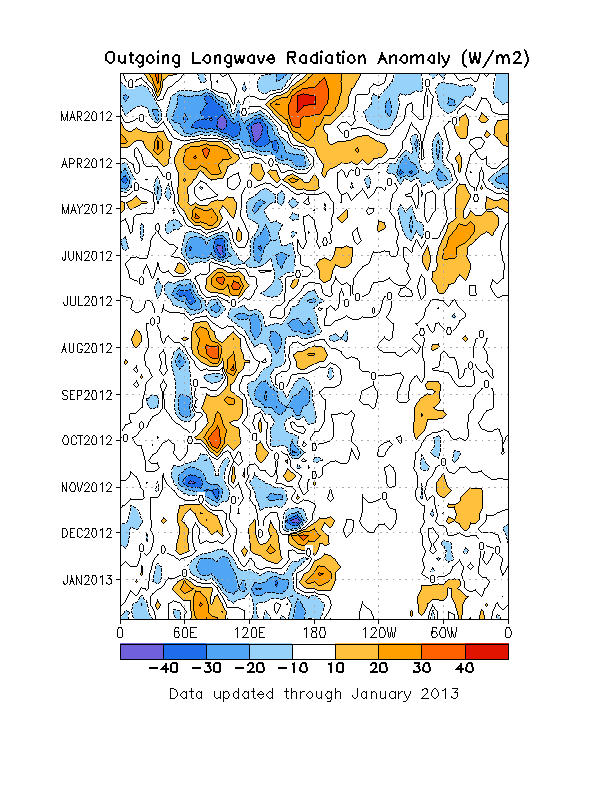 Outgoing Longwave Radiation Anomaly (W/m2)
MAR2012
APR2012
MAY2012
JUN2012
JUL2012
AUG2012
SEP2012
OCT2012
NOV2012
DEC2012
JAN2013
0 60E 120E 180 120W 60W 0
-40 -30 -20 -10 10 20 30 40
Data updated through January 2013